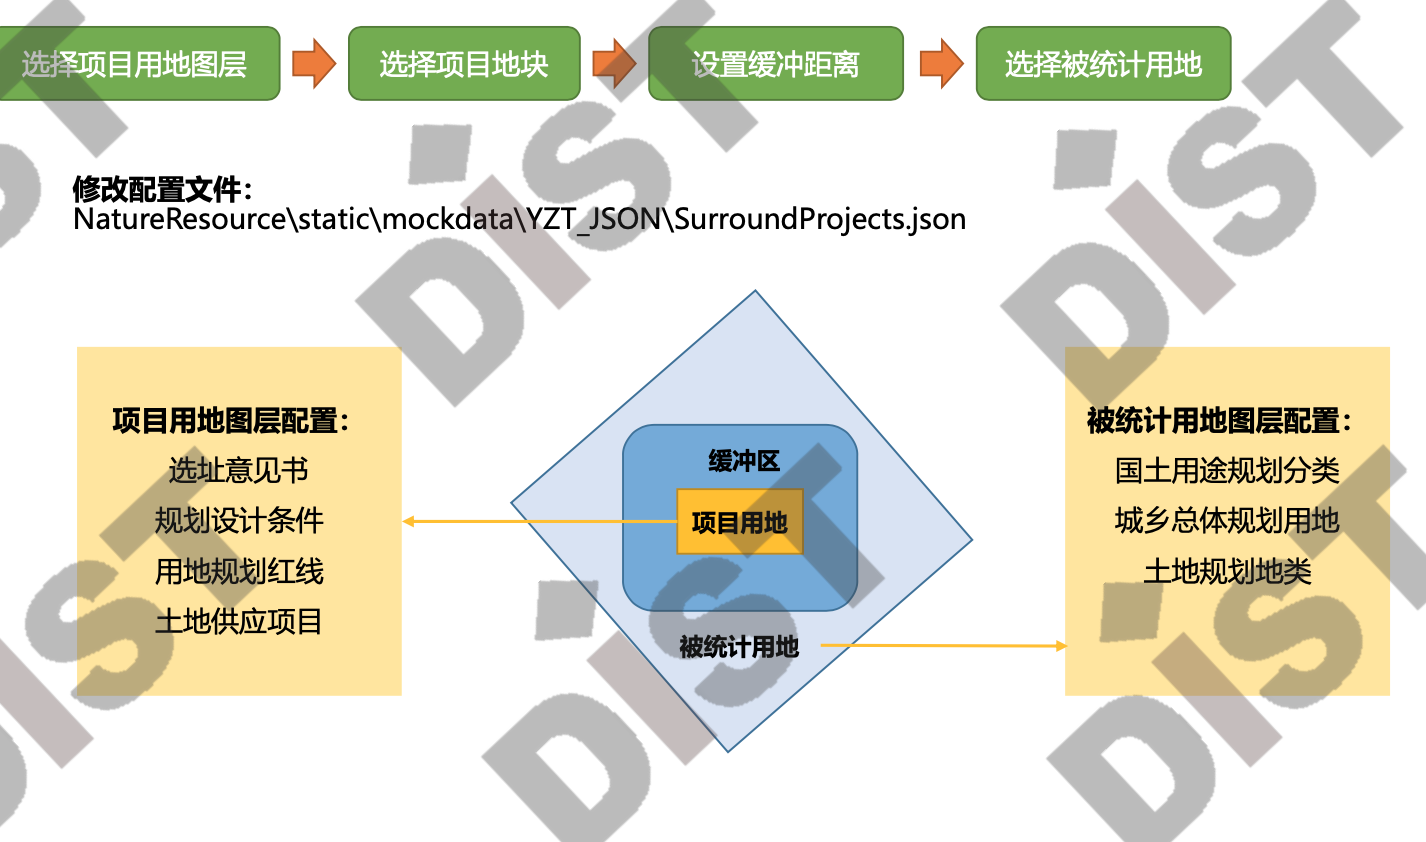 选择项目用地图层
选择项目地块
设置缓冲距离
选择被统计用地
修改配置文件：
NatureResource\static\mockdata\YZT_JSON\SurroundProjects.json
项目用地图层配置：
选址意见书
规划设计条件
用地规划红线
土地供应项目
缓冲区
项目用地
被统计用地
被统计用地图层配置：
国土用途规划分类
城乡总体规划用地
土地规划地类
DIST
DIST
DIST
DIST
DIST
DIST